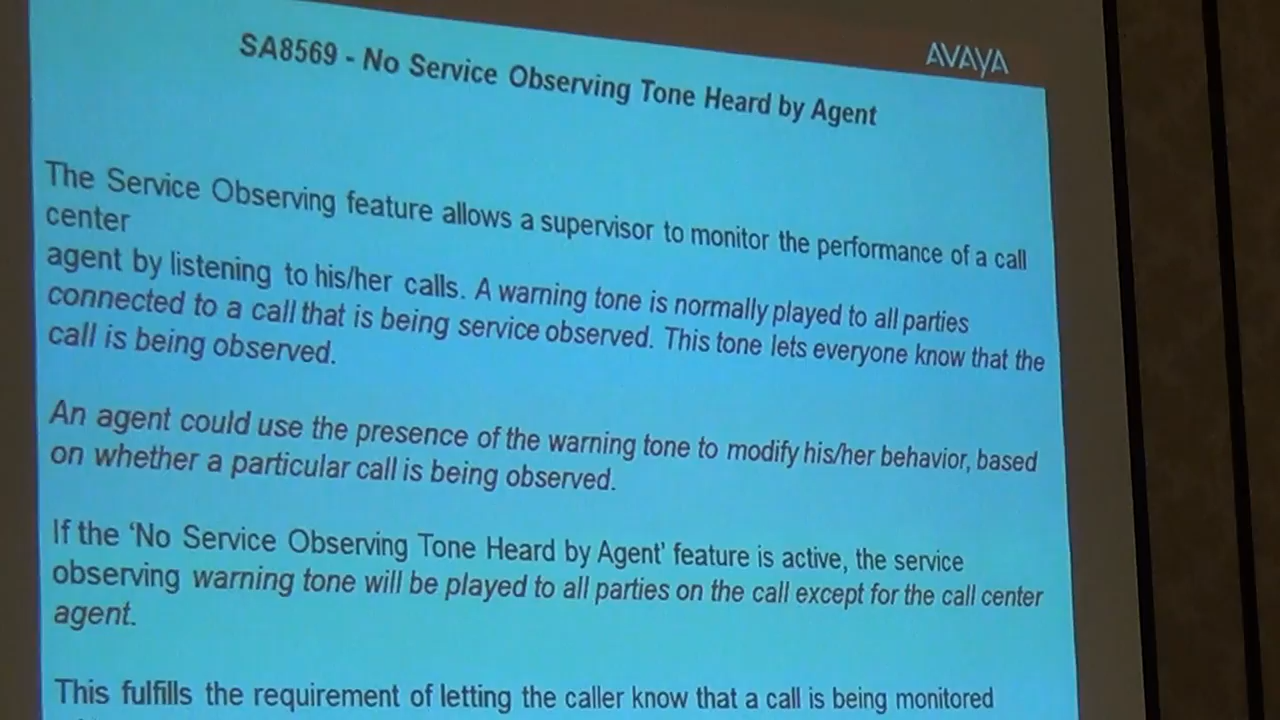 AVAYA
SA8569 - No Service Observing Tone Heard by Agent
The Service Observing feature allows a supervisor to monitor the performance of a call
center
agent by listening to his/her calls. A warning tone is normally played to all parties
connected to a call that is being service observed. This tone lets everyone know that the
call is being observed.
An agent could use the presence of the warning tone to modify his/her behavior, based
on whether a particular call is being observed.
If the ‘No Service Observing Tone Heard by Agent’ feature is active, the service
observing warning tone will be played to all parties on the call except for the call center
agent.
This fulfills the requirement of letting the caller know that a call is being monitored